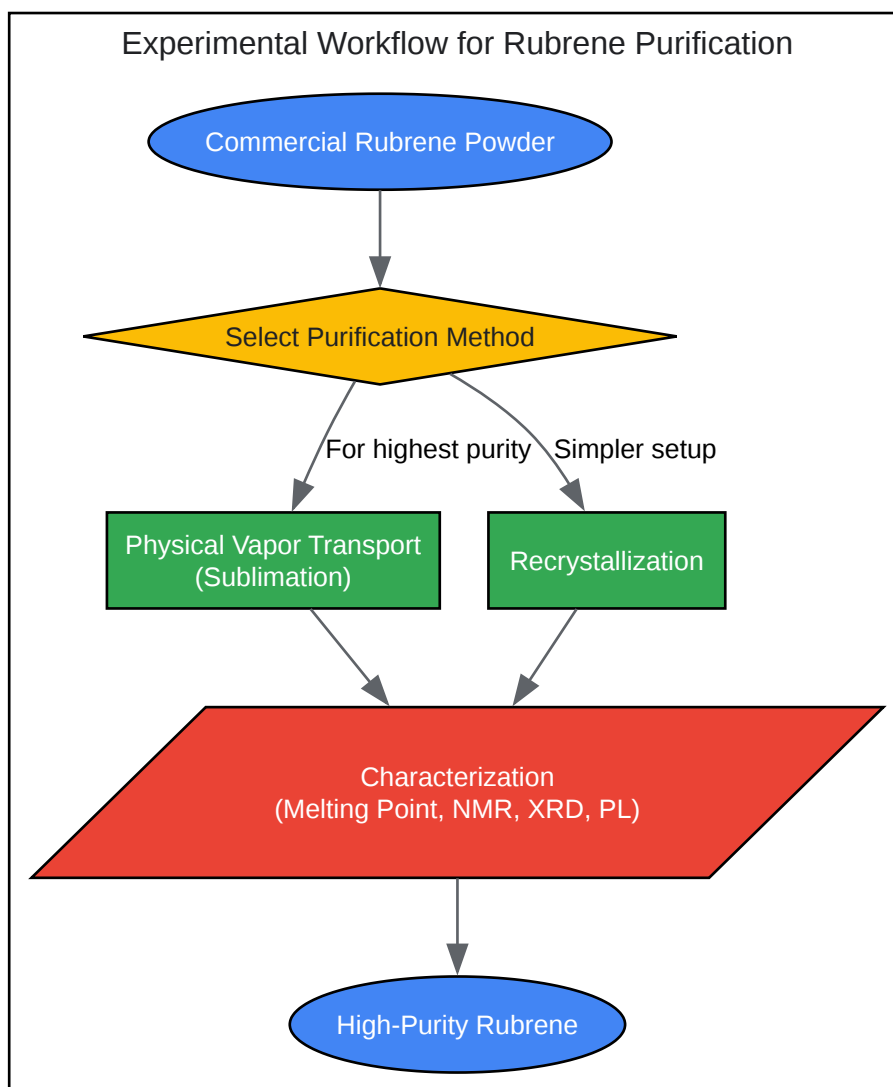 Experimental Workflow for Rubrene Purification
Commercial Rubrene Powder
Select Purification Method
For highest purity
Simpler setup
Physical Vapor Transport
(Sublimation)
Recrystallization
Characterization
(Melting Point, NMR, XRD, PL)
High-Purity Rubrene